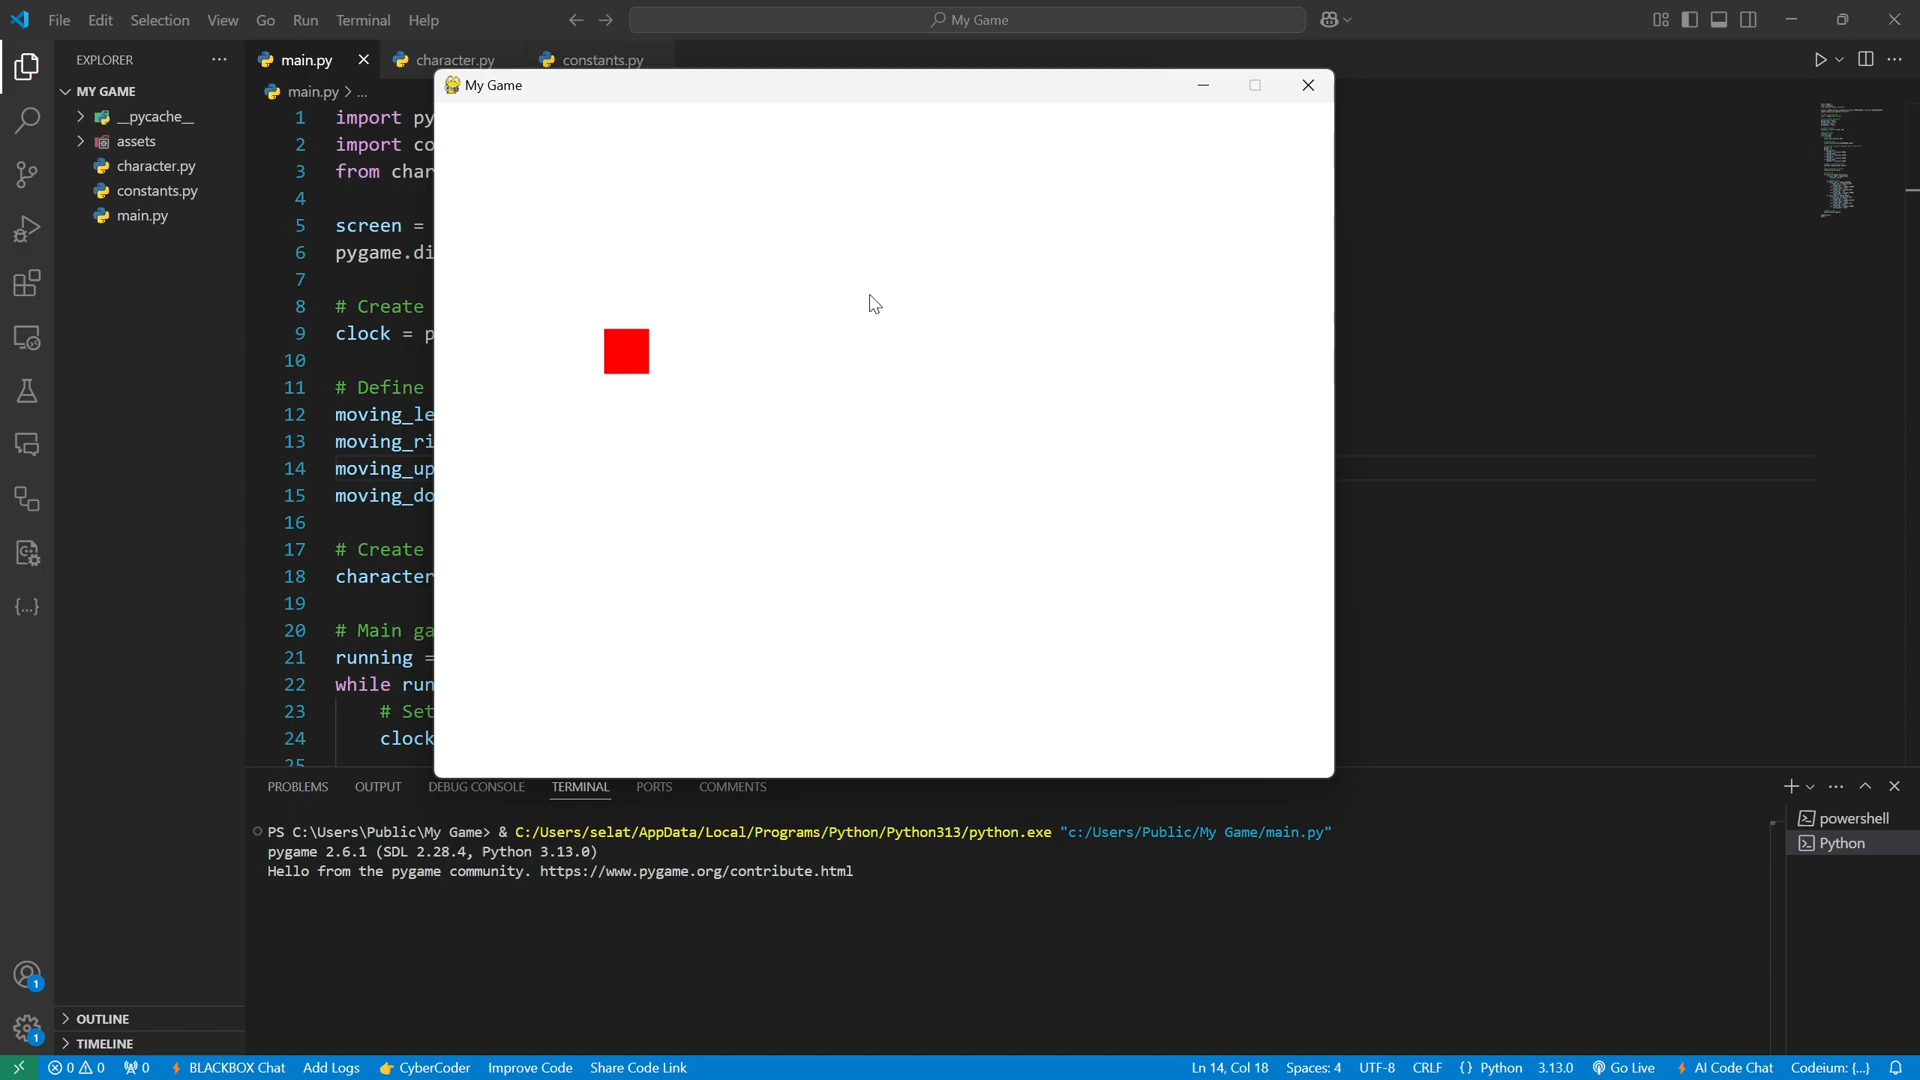 File Edit Selection View Go Run Terminal Help
My Game
EXPLORER
MY GAME
__pycache__
assets
character.py
constants.py
main.py
main.py
character.py
constants.py
main.py > ...
My Game
1 import py
2 import co
3 from char
4
5 screen =
6 pygame.di
7
8 # Create
9 clock = p
10
11 # Define
12 moving_le
13 moving_ri
14 moving_up
15 moving_do
16
17 # Create
18 character
19
20 # Main ga
21 running =
22 while run
23 # Set
24 clock
25
PROBLEMS OUTPUT DEBUG CONSOLE TERMINAL PORTS COMMENTS
PS C:\Users\Public\My Game> & C:/Users/selat/AppData/Local/Programs/Python/Python313/python.exe "c:/Users/Public/My Game/main.py"
pygame 2.6.1 (SDL 2.28.4, Python 3.13.0)
Hello from the pygame community. https://www.pygame.org/contribute.html
powershell
Python
1
1
OUTLINE
TIMELINE
0 0 0 BLACKBOX Chat Add Logs CyberCoder Improve Code Share Code Link Ln 14, Col 18 Spaces: 4 UTF-8 CRLF {} Python 3.13.0 Go Live AI Code Chat Codeium: {...}